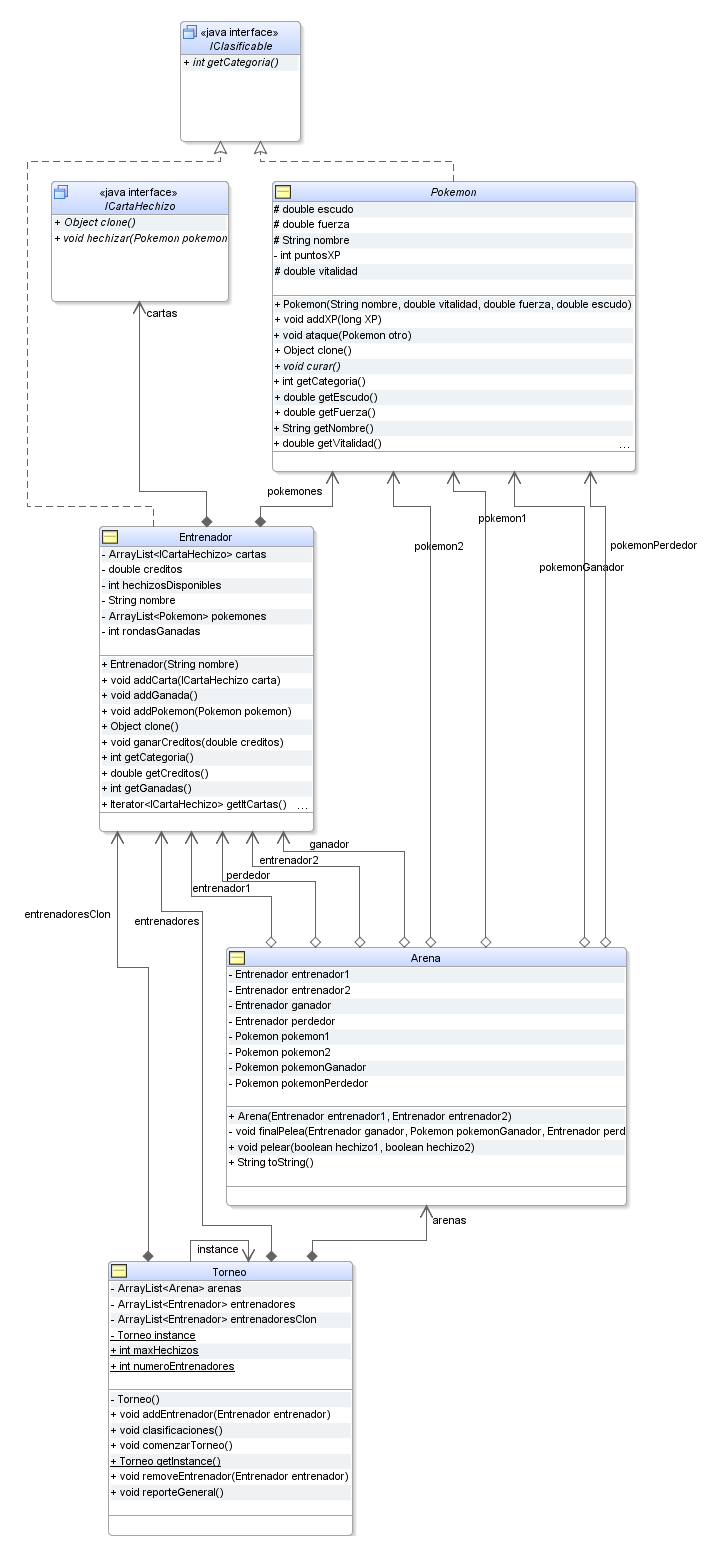 «java interface»
IClasificable
+ int getCategoria()
«java interface»
ICartaHechizo
+ Object clone()
+ void hechizar(Pokemon pokemon
cartas
Pokemon
# double escudo
# double fuerza
# String nombre
- int puntosXP
# double vitalidad
+ Pokemon(String nombre, double vitalidad, double fuerza, double escudo)
+ void addXP(long XP)
+ void ataque(Pokemon otro)
+ Object clone()
+ void curar()
+ int getCategoria()
+ double getEscudo()
+ double getFuerza()
+ String getNombre()
+ double getVitalidad() ...
pokemones
pokemon1
pokemon2
pokemonPerdedor
pokemonGanador
Entrenador
- ArrayList<ICartaHechizo> cartas
- double creditos
- int hechizosDisponibles
- String nombre
- ArrayList<Pokemon> pokemones
- int rondasGanadas
+ Entrenador(String nombre)
+ void addCarta(ICartaHechizo carta)
+ void addGanada()
+ void addPokemon(Pokemon pokemon)
+ Object clone()
+ void ganarCreditos(double creditos)
+ int getCategoria()
+ double getCreditos()
+ int getGanadas()
+ Iterator<ICartaHechizo> getItCartas() ...
ganador
entrenador2
perdedor
entrenador1
entrenadoresClon
entrenadores
Arena
- Entrenador entrenador1
- Entrenador entrenador2
- Entrenador ganador
- Entrenador perdedor
- Pokemon pokemon1
- Pokemon pokemon2
- Pokemon pokemonGanador
- Pokemon pokemonPerdedor
+ Arena(Entrenador entrenador1, Entrenador entrenador2)
- void finalPelea(Entrenador ganador, Pokemon pokemonGanador, Entrenador perd
+ void pelear(boolean hechizo1, boolean hechizo2)
+ String toString()
arenas
instance
Torneo
- ArrayList<Arena> arenas
- ArrayList<Entrenador> entrenadores
- ArrayList<Entrenador> entrenadoresClon
- Torneo instance
+ int maxHechizos
+ int numeroEntrenadores
- Torneo()
+ void addEntrenador(Entrenador entrenador)
+ void clasificaciones()
+ void comenzarTorneo()
+ Torneo getInstance()
+ void removeEntrenador(Entrenador entrenador)
+ void reporteGeneral()